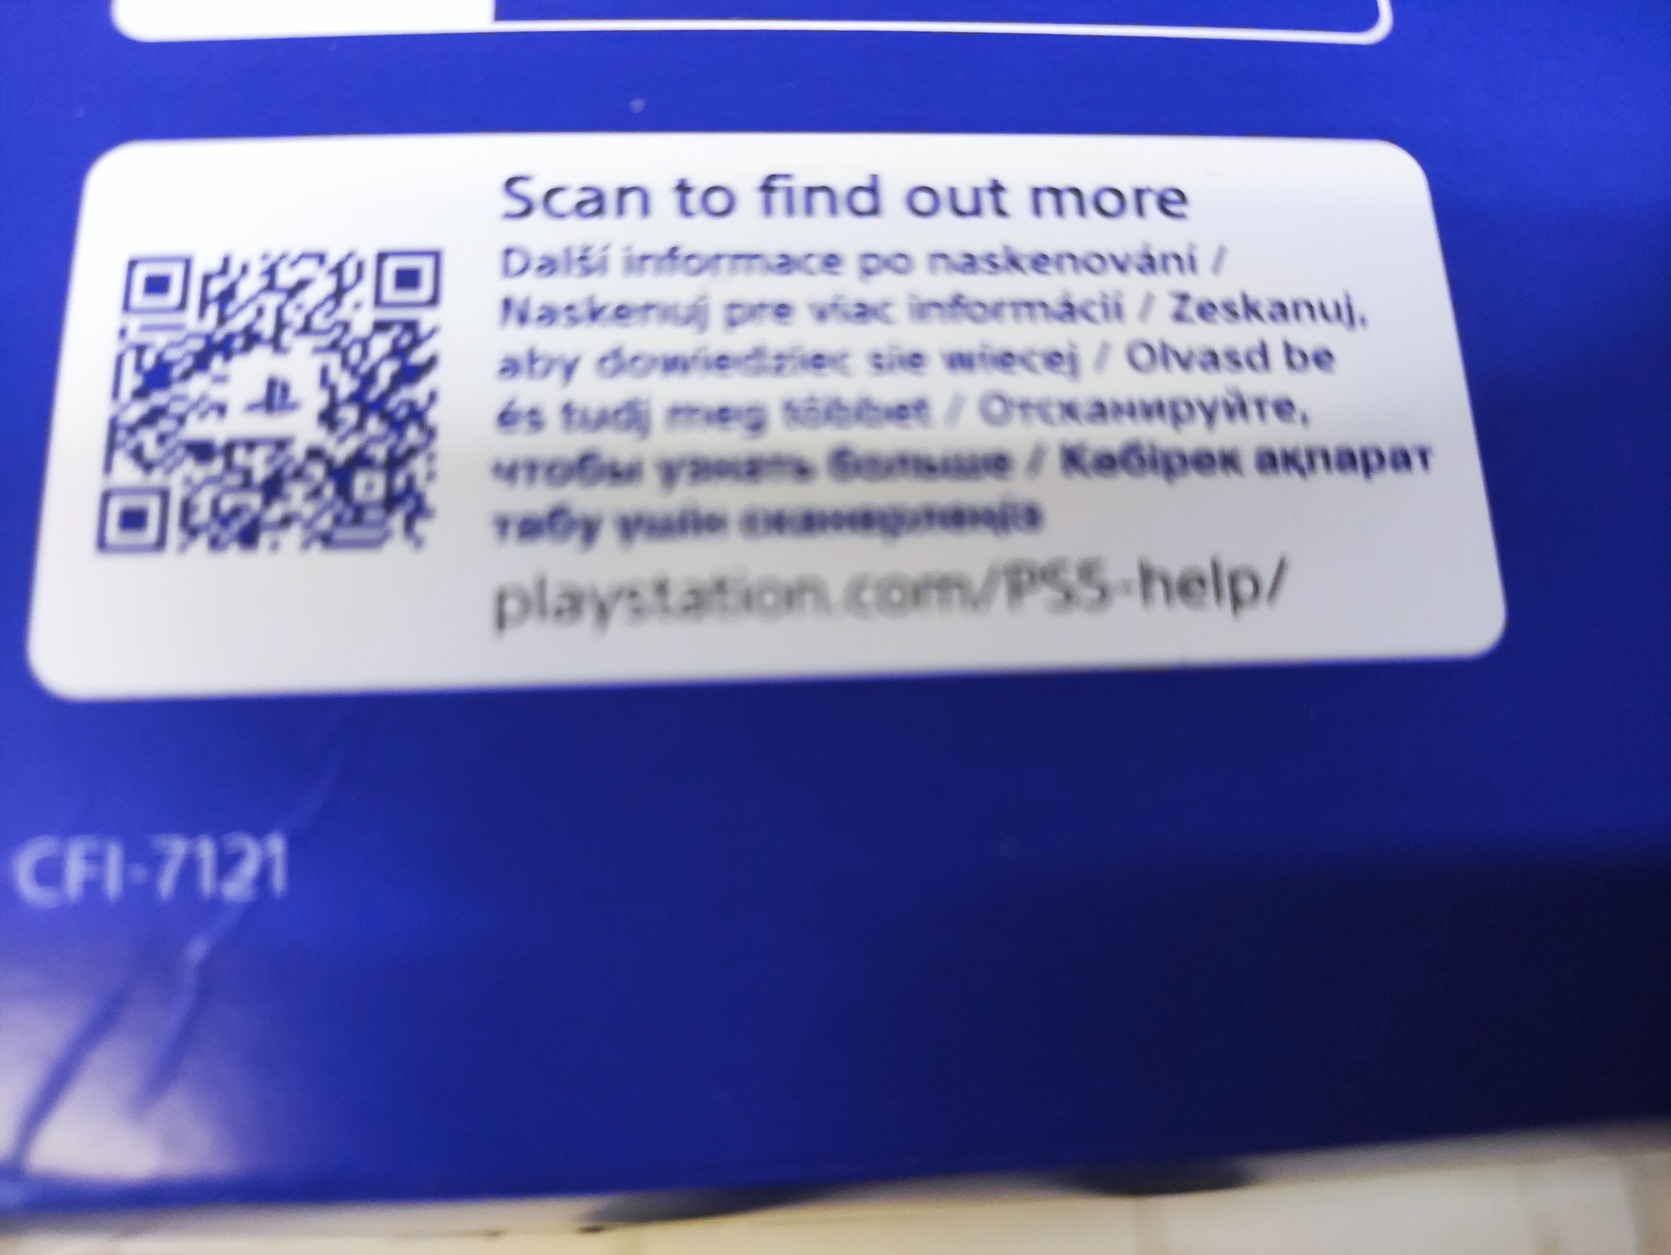 Scan to find out more
Další informace po naskenování /
Naskenuj pre viac informácií / Zeskanuj,
aby dowiedzieć się więcej / Olvasd be
és tudj meg többet / Отсканируйте,
чтобы узнать больше / Көбірек ақпарат
табу үшін сканерлеңіз
playstation.com/PS5-help/
CFI-7121